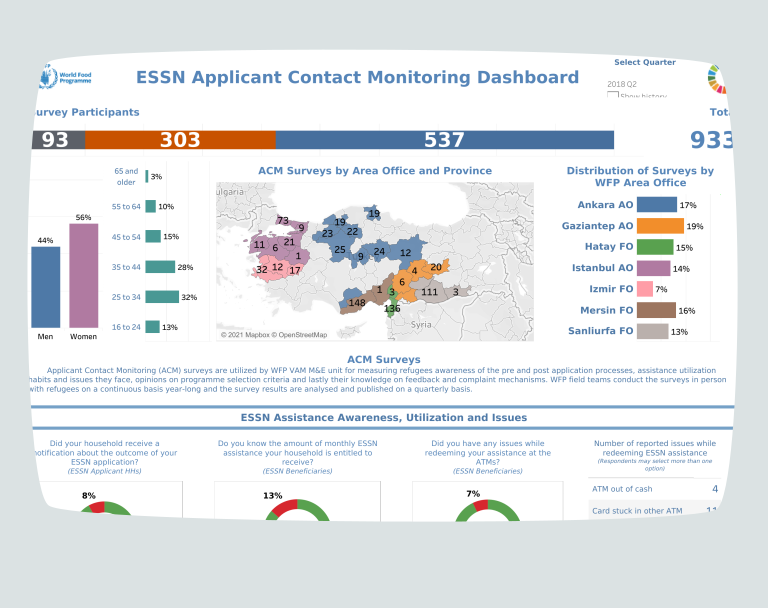 World Food
Programme
ESSN Applicant Contact Monitoring Dashboard
Select Quarter
2018 Q2
Show history
Participants
93
303
537
933
44%
56%
Men
Women
65 and
older
3%
55 to 64
10%
45 to 54
15%
35 to 44
28%
25 to 34
32%
16 to 24
13%
ACM Surveys by Area Office and Province
73
9
19
19
23
22
11
6
21
1
25
9
24
12
32
12
17
4
20
6
1
3
111
3
148
136
Syria
© 2021 Mapbox © OpenStreetMap
Distribution of Surveys by
WFP Area Office
Ankara AO 17%
Gaziantep AO 19%
Hatay FO 15%
Istanbul AO 14%
Izmir FO 7%
Mersin FO 16%
Sanliurfa FO 13%
ACM Surveys
Applicant Contact Monitoring (ACM) surveys are utilized by WFP VAM M&E unit for measuring refugees awareness of the pre and post application processes, assistance utilization
habits and issues they face, opinions on programme selection criteria and lastly their knowledge on feedback and complaint mechanisms. WFP field teams conduct the surveys in person
with refugees on a continuous basis year-long and the survey results are analysed and published on a quarterly basis.
ESSN Assistance Awareness, Utilization and Issues
Did your household receive a
notification about the outcome of your
ESSN application?
(ESSN Applicant HHs)
8%
Do you know the amount of monthly ESSN
assistance your household is entitled to
receive?
(ESSN Beneficiaries)
13%
Did you have any issues while
redeeming your assistance at the
ATMs?
(ESSN Beneficiaries)
7%
Number of reported issues while
redeeming ESSN assistance
(Respondents may select more than one
option)
ATM out of cash 4
Card stuck in other ATM